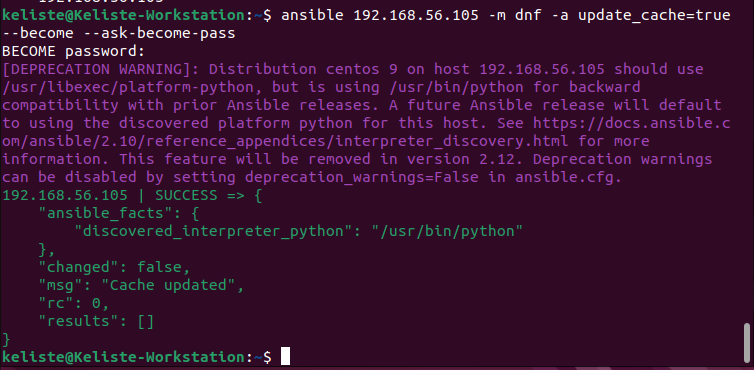 keliste@Keliste-Workstation:~$ ansible 192.168.56.105 -m dnf -a update_cache=true
--become --ask-become-pass
BECOME password:
[DEPRECATION WARNING]: Distribution centos 9 on host 192.168.56.105 should use
/usr/libexec/platform-python, but is using /usr/bin/python for backward
compatibility with prior Ansible releases. A future Ansible release will default
to using the discovered platform python for this host. See https://docs.ansible.c
om/ansible/2.10/reference_appendices/interpreter_discovery.html for more
information. This feature will be removed in version 2.12. Deprecation warnings
can be disabled by setting deprecation_warnings=False in ansible.cfg.
192.168.56.105 | SUCCESS => {
    "ansible_facts": {
        "discovered_interpreter_python": "/usr/bin/python"
    },
    "changed": false,
    "msg": "Cache updated",
    "rc": 0,
    "results": []
}
keliste@Keliste-Workstation:~$